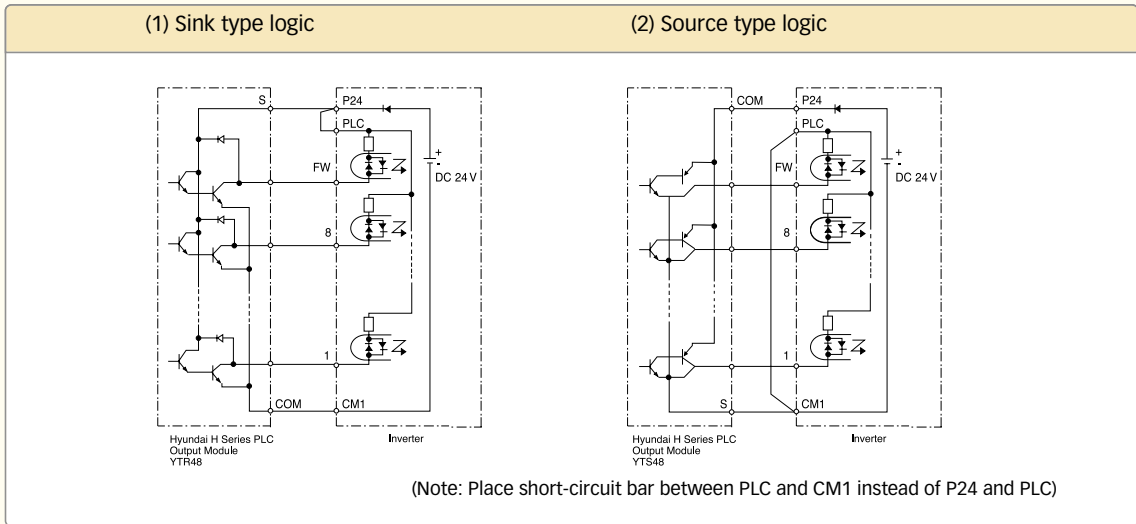 (1) Sink type logic
(2) Source type logic
S
P24
PLC
+
-
DC 24 V
FW
8
1
COM
CM1
Hyundai H Series PLC
Output Module
YTR48
Inverter
COM
P24
PLC
+
-
DC 24 V
FW
8
1
S
CM1
Hyundai H Series PLC
Output Module
YTS48
Inverter
(Note: Place short-circuit bar between PLC and CM1 instead of P24 and PLC)